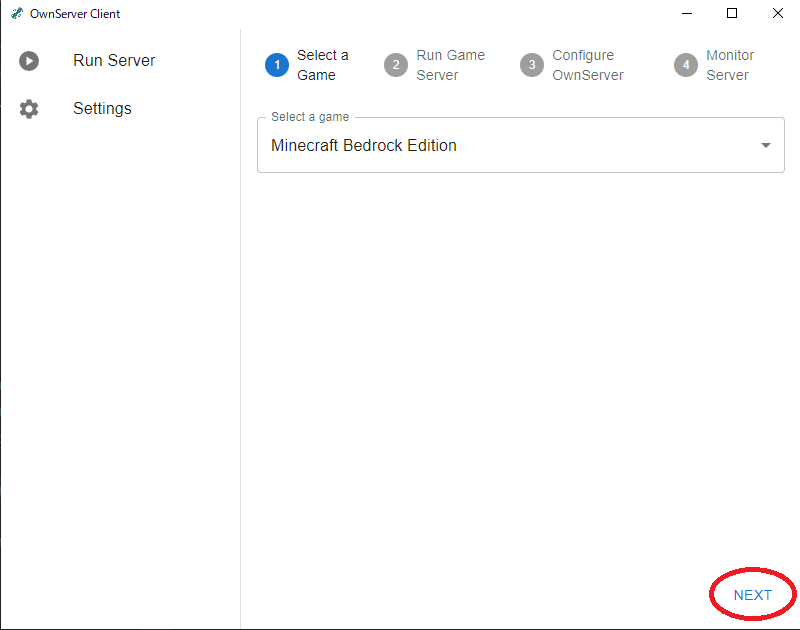 OwnServer Client
Run Server
Settings
1
Select a
Game
2
Run Game
Server
3
Configure
OwnServer
4
Monitor
Server
Select a game
Minecraft Bedrock Edition
NEXT